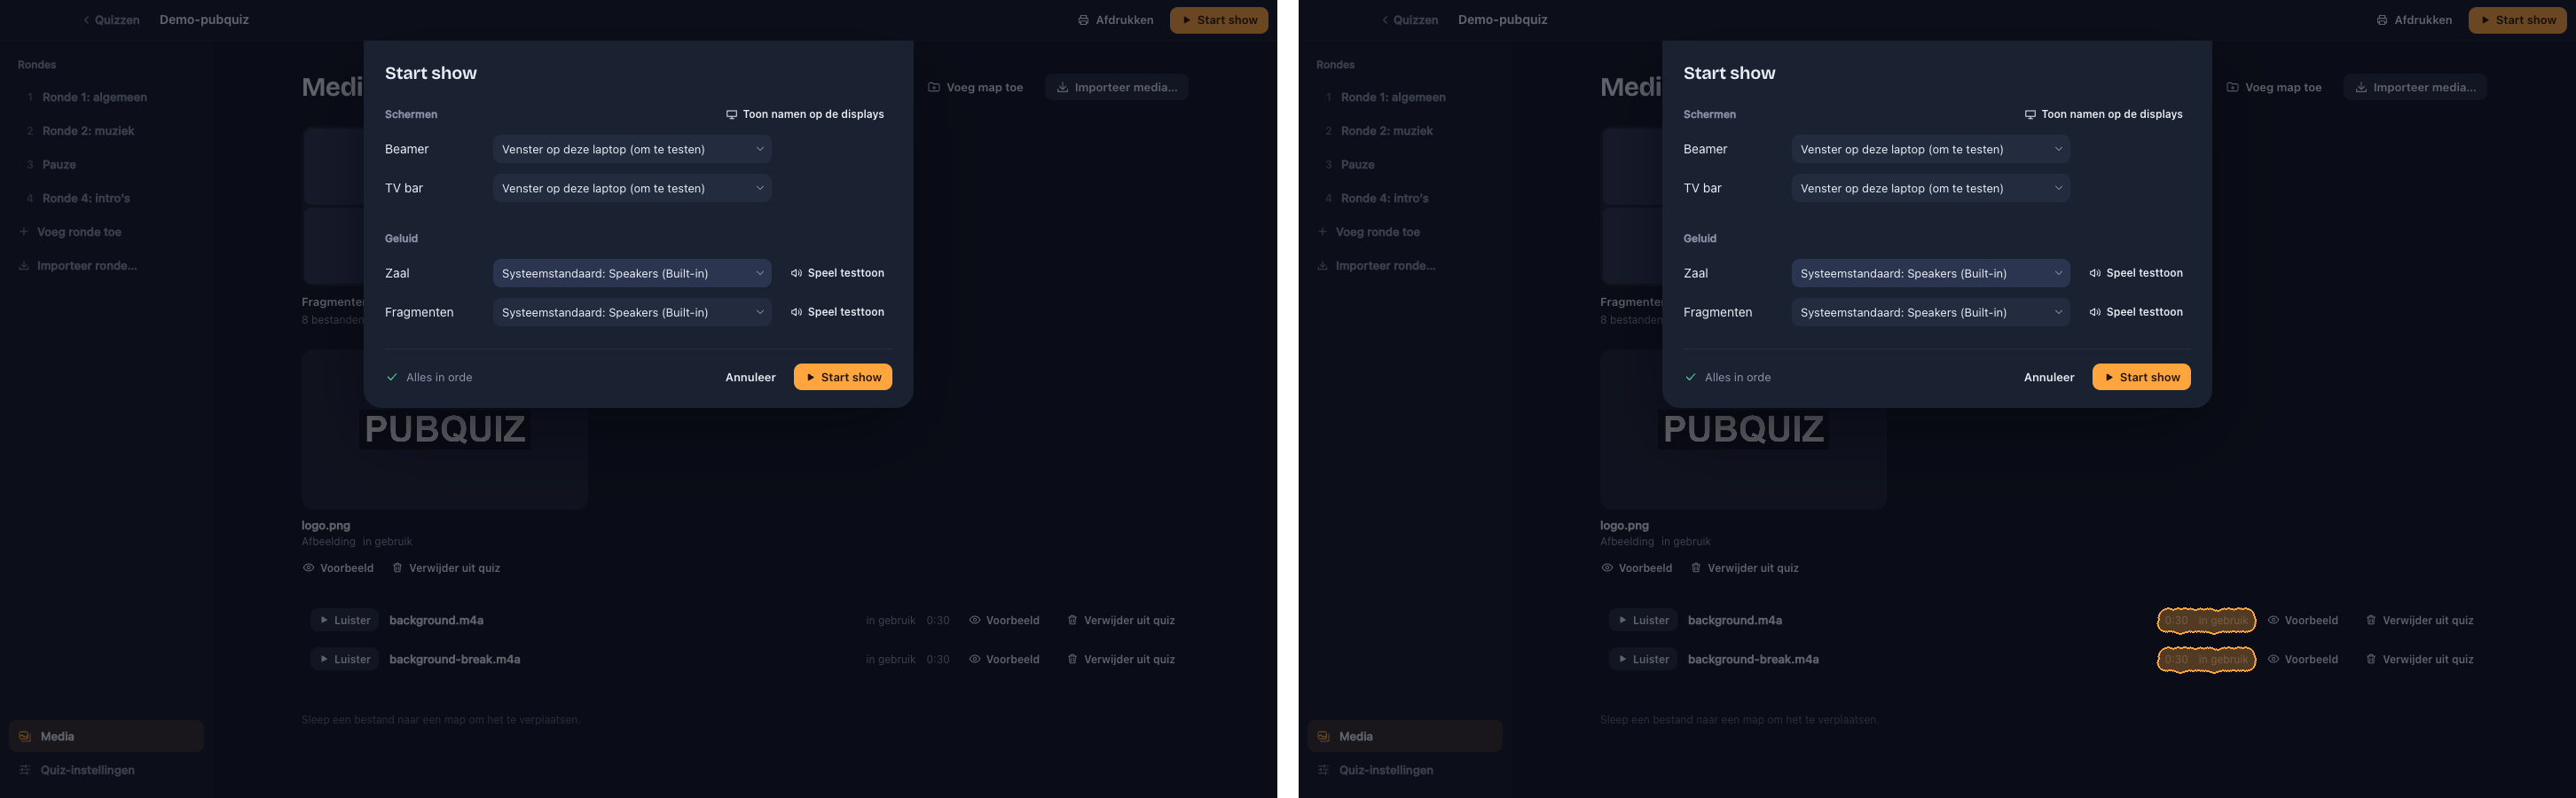 Quizzen Demo-pubquiz Afdrukken Start show
Rondes
1 Ronde 1: algemeen
2 Ronde 2: muziek
3 Pauze
4 Ronde 4: intro's
Voeg ronde toe
Importeer ronde...
Medi
Voeg map toe Importeer media...
Start show
Schermen Toon namen op de displays
Beamer Venster op deze laptop (om te testen)
TV bar Venster op deze laptop (om te testen)
Geluid
Zaal Systeemstandaard: Speakers (Built-in) Speel testtoon
Fragmenten Systeemstandaard: Speakers (Built-in) Speel testtoon
Alles in orde Annuleer Start show
8 bestanden
PUBQUIZ
logo.png
Afbeelding in gebruik
Voorbeeld Verwijder uit quiz
Luister background.m4a in gebruik 0:30 Voorbeeld Verwijder uit quiz
Luister background-break.m4a in gebruik 0:30 Voorbeeld Verwijder uit quiz
Sleep een bestand naar een map om het te verplaatsen.
Media
Quiz-instellingen
Quizzen Demo-pubquiz Afdrukken Start show
Rondes
1 Ronde 1: algemeen
2 Ronde 2: muziek
3 Pauze
4 Ronde 4: intro's
Voeg ronde toe
Importeer ronde...
Medi
Voeg map toe Importeer media...
Start show
Schermen Toon namen op de displays
Beamer Venster op deze laptop (om te testen)
TV bar Venster op deze laptop (om te testen)
Geluid
Zaal Systeemstandaard: Speakers (Built-in) Speel testtoon
Fragmenten Systeemstandaard: Speakers (Built-in) Speel testtoon
Alles in orde Annuleer Start show
8 bestanden
PUBQUIZ
logo.png
Afbeelding in gebruik
Voorbeeld Verwijder uit quiz
Luister background.m4a 0:30 in gebruik Voorbeeld Verwijder uit quiz
Luister background-break.m4a 0:30 in gebruik Voorbeeld Verwijder uit quiz
Sleep een bestand naar een map om het te verplaatsen.
Media
Quiz-instellingen